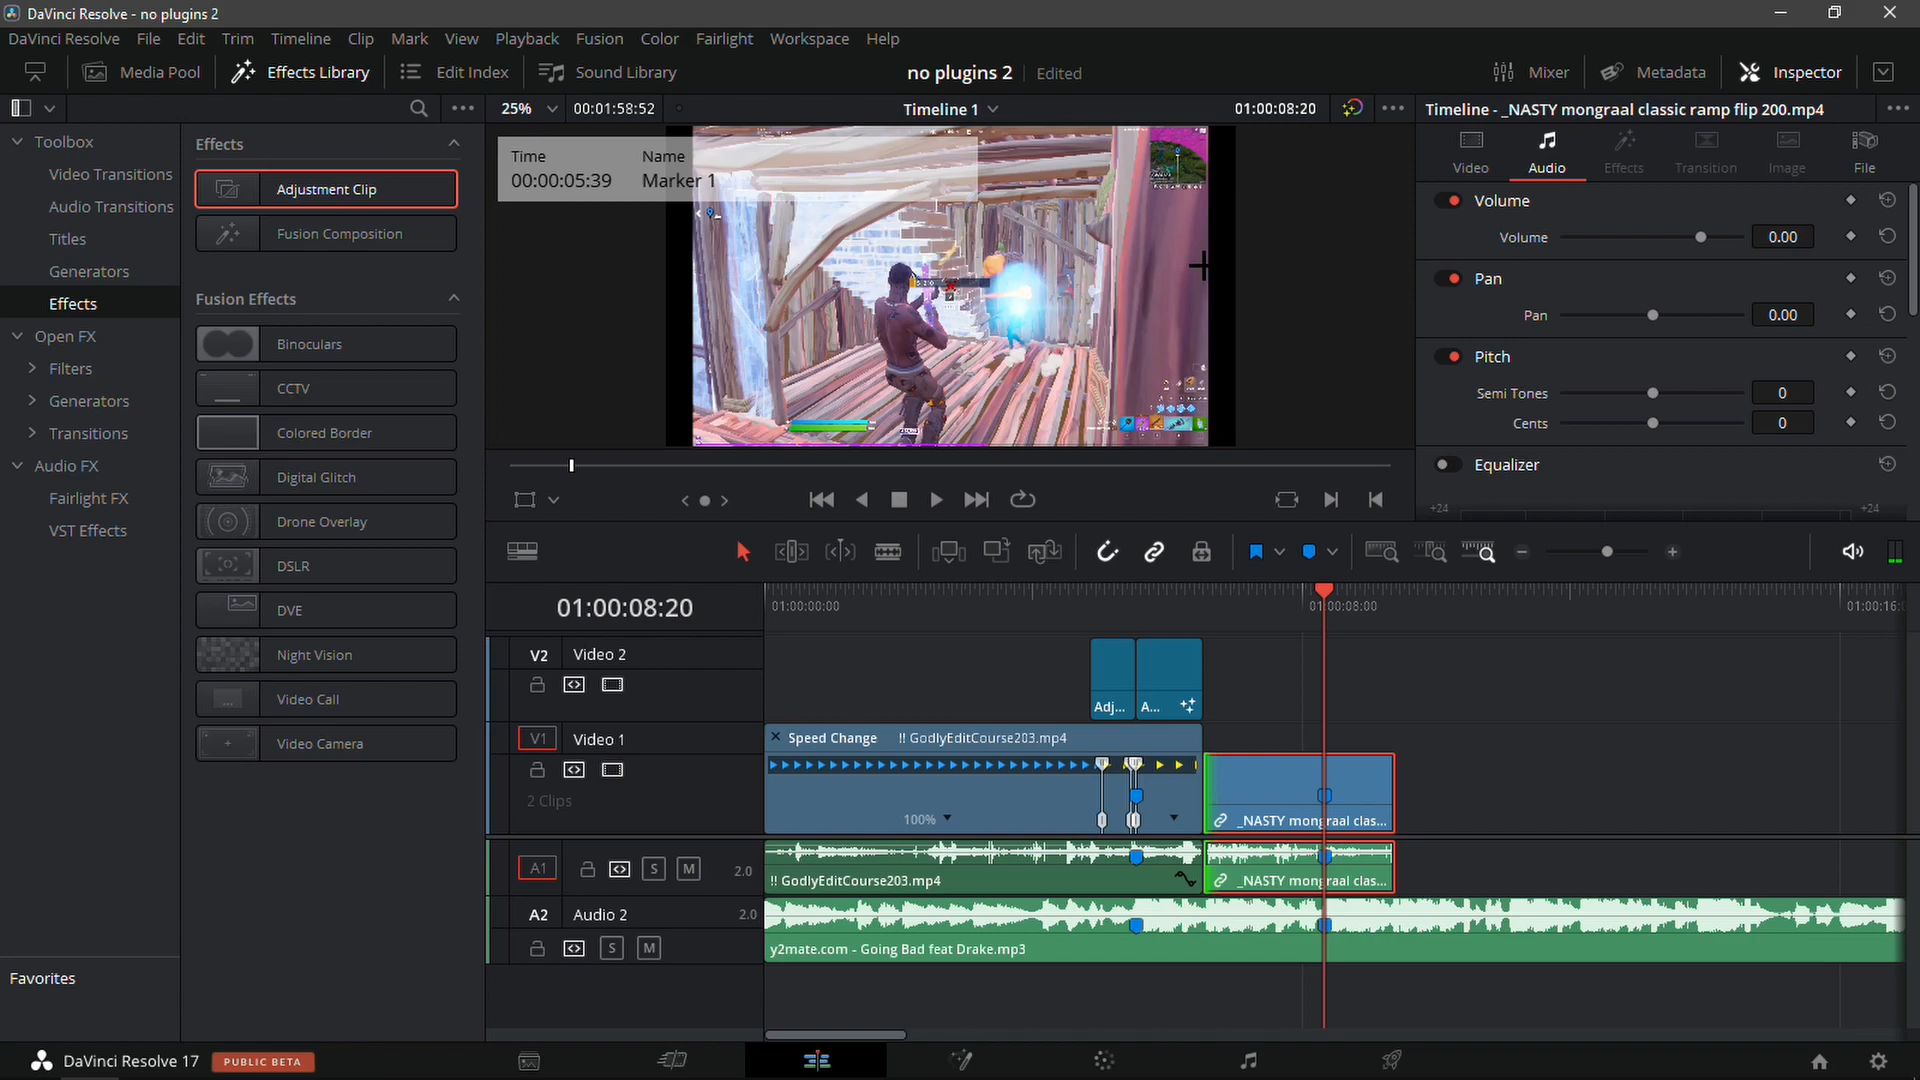 DaVinci Resolve - no plugins 2
DaVinci Resolve File Edit Trim Timeline Clip Mark View Playback Fusion Color Fairlight Workspace Help
Media Pool Effects Library Edit Index Sound Library no plugins 2 Edited Mixer Metadata Inspector
25% 00:01:58:52 Timeline 1 01:00:08:20 Timeline - _NASTY mongraal classic ramp flip 200.mp4
Toolbox
Video Transitions
Audio Transitions
Titles
Generators
Effects
Open FX
Filters
Generators
Transitions
Audio FX
Fairlight FX
VST Effects
Favorites
Effects
Adjustment Clip
Fusion Composition
Fusion Effects
Binoculars
CCTV
Colored Border
Digital Glitch
Drone Overlay
DSLR
DVE
Night Vision
Video Call
Video Camera
Time Name
00:00:05:39 Marker 1
Video Audio Effects Transition Image File
Volume
Volume 0.00
Pan
Pan 0.00
Pitch
Semi Tones 0
Cents 0
Equalizer
+24 +24
01:00:08:20
01:00:00:00 01:00:08:00 01:00:16:0
V2 Video 2
Adj... A...
V1 Video 1
2 Clips
Speed Change !! GodlyEditCourse203.mp4
100%
_NASTY mongraal clas...
A1 S M 2.0
!! GodlyEditCourse203.mp4
_NASTY mongraal clas...
A2 Audio 2 2.0
S M
y2mate.com - Going Bad feat Drake.mp3
DaVinci Resolve 17 PUBLIC BETA